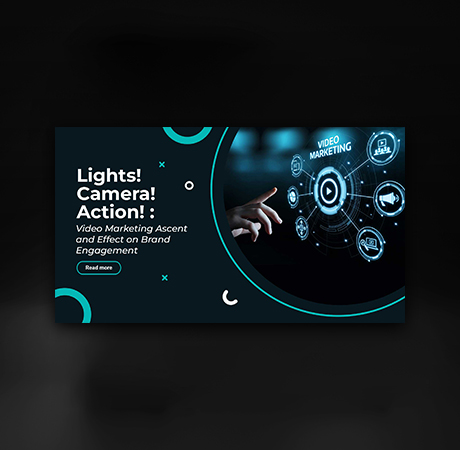 Lights!
Camera!
Action! :
Video Marketing Ascent
and Effect on Brand
Engagement
Read more
VIDEO
MARKETING